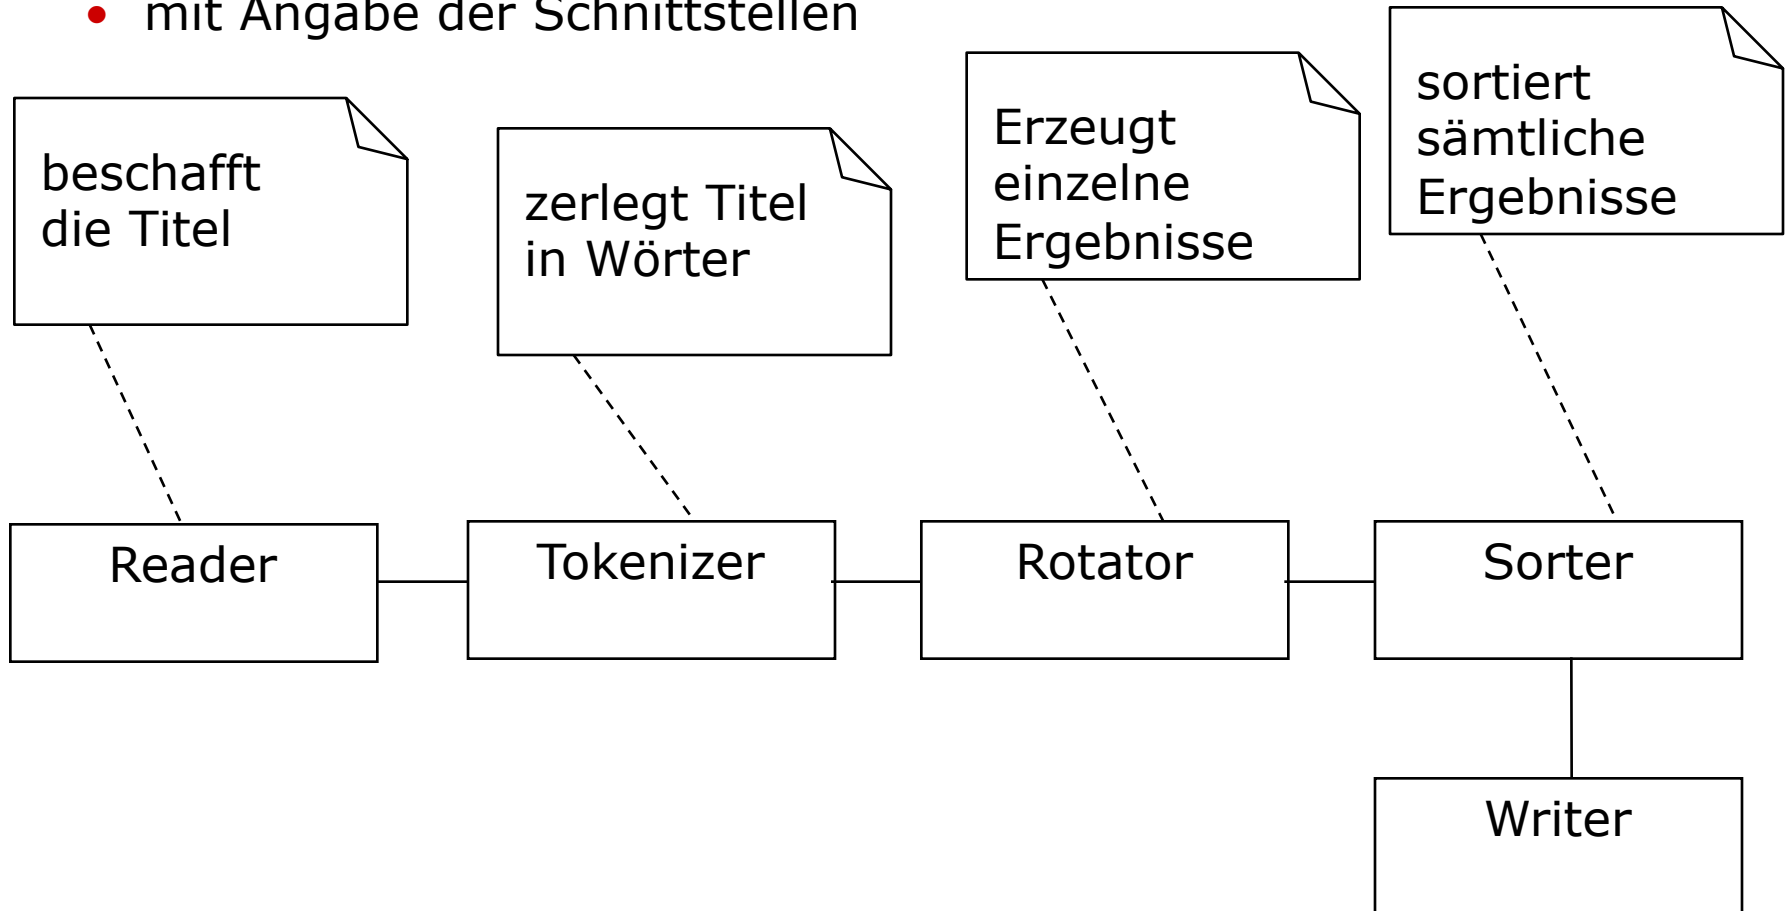 • mit Angabe der Schnittstellen
beschafft
die Titel
zerlegt Titel
in Wörter
Erzeugt
einzelne
Ergebnisse
sortiert
sämtliche
Ergebnisse
Reader
Tokenizer
Rotator
Sorter
Writer